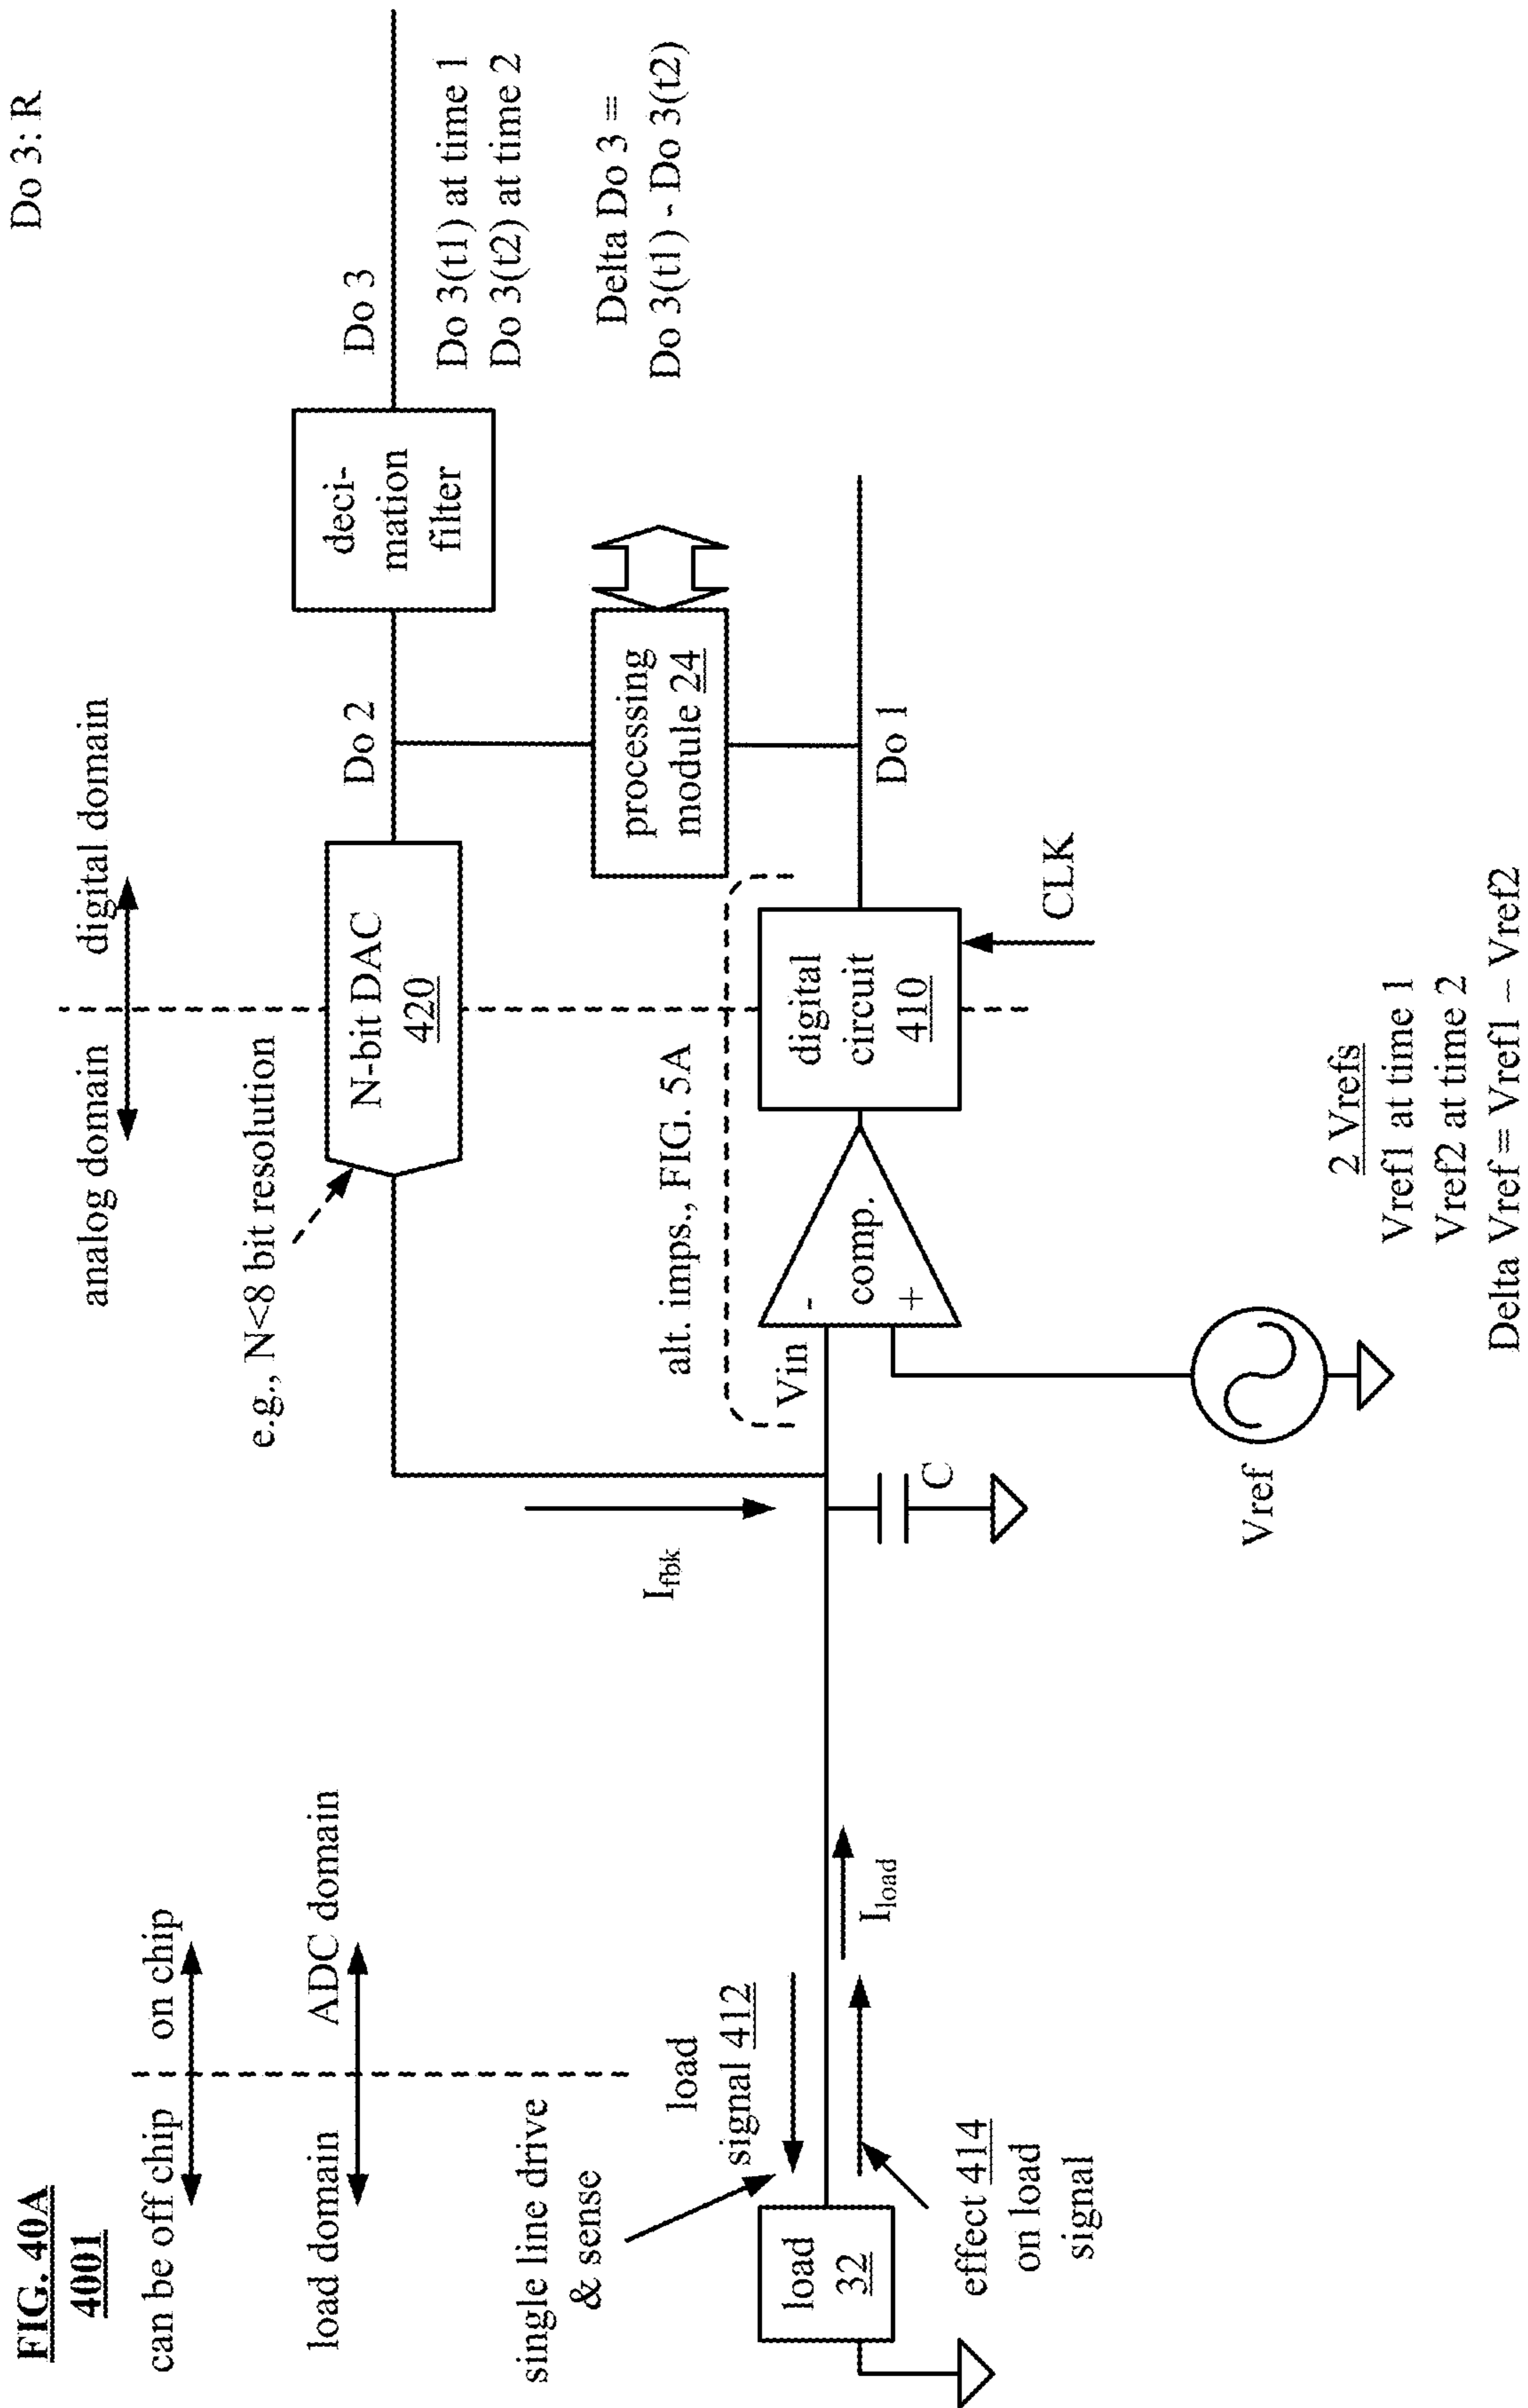 FIG. 40A
4001
can be off chip
on chip
load domain
ADC domain
single line drive
& sense
load
signal 412
load
32
effect 414
on load
signal
I load
I fbk
C
analog domain
digital domain
e.g., N<8 bit resolution
N-bit DAC
420
alt. imps., FIG. 5A
Vin
-
comp.
+
Vref
digital
circuit
410
CLK
Do 1
Do 2
processing
module 24
deci-
mation
filter
Do 3
Do 3: R
Do 3(t1) at time 1
Do 3(t2) at time 2
Delta Do 3 =
Do 3(t1) - Do 3(t2)
2 Vrefs
Vref1 at time 1
Vref2 at time 2
Delta Vref = Vref1 – Vref2